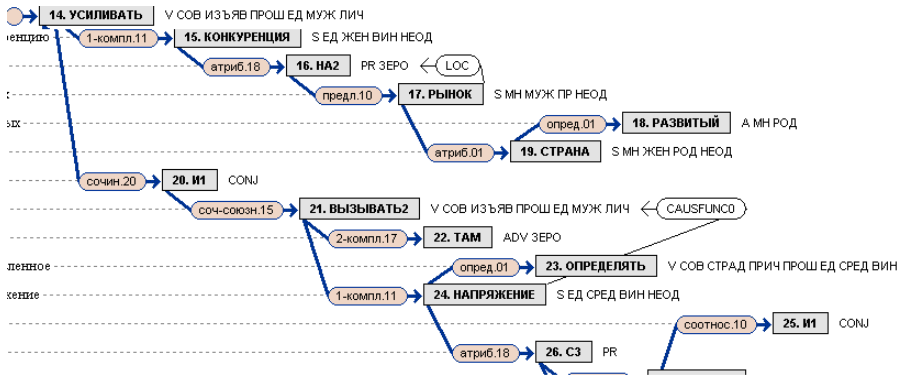 14. УСИЛИВАТЬ V СОВ ИЗЪЯВ ПРОШ ЕД МУЖ ЛИЧ
ренцию 1-компл.11 15. КОНКУРЕНЦИЯ S ЕД ЖЕН ВИН НЕОД
атриб.18 16. НА2 PR ЗЕРО LOC
предл.10 17. РЫНОК S МН МУЖ ПР НЕОД
ых опред.01 18. РАЗВИТЫЙ A МН РОД
атриб.01 19. СТРАНА S МН ЖЕН РОД НЕОД
сочин.20 20. И1 CONJ
соч-союзн.15 21. ВЫЗЫВАТЬ2 V СОВ ИЗЪЯВ ПРОШ ЕД МУЖ ЛИЧ CAUSFUNC0
2-компл.17 22. ТАМ ADV ЗЕРО
ленное опред.01 23. ОПРЕДЕЛЯТЬ V СОВ СТРАД ПРИЧ ПРОШ ЕД СРЕД ВИН
жение 1-компл.11 24. НАПРЯЖЕНИЕ S ЕД СРЕД ВИН НЕОД
соотнос.10 25. И1 CONJ
атриб.18 26. С3 PR